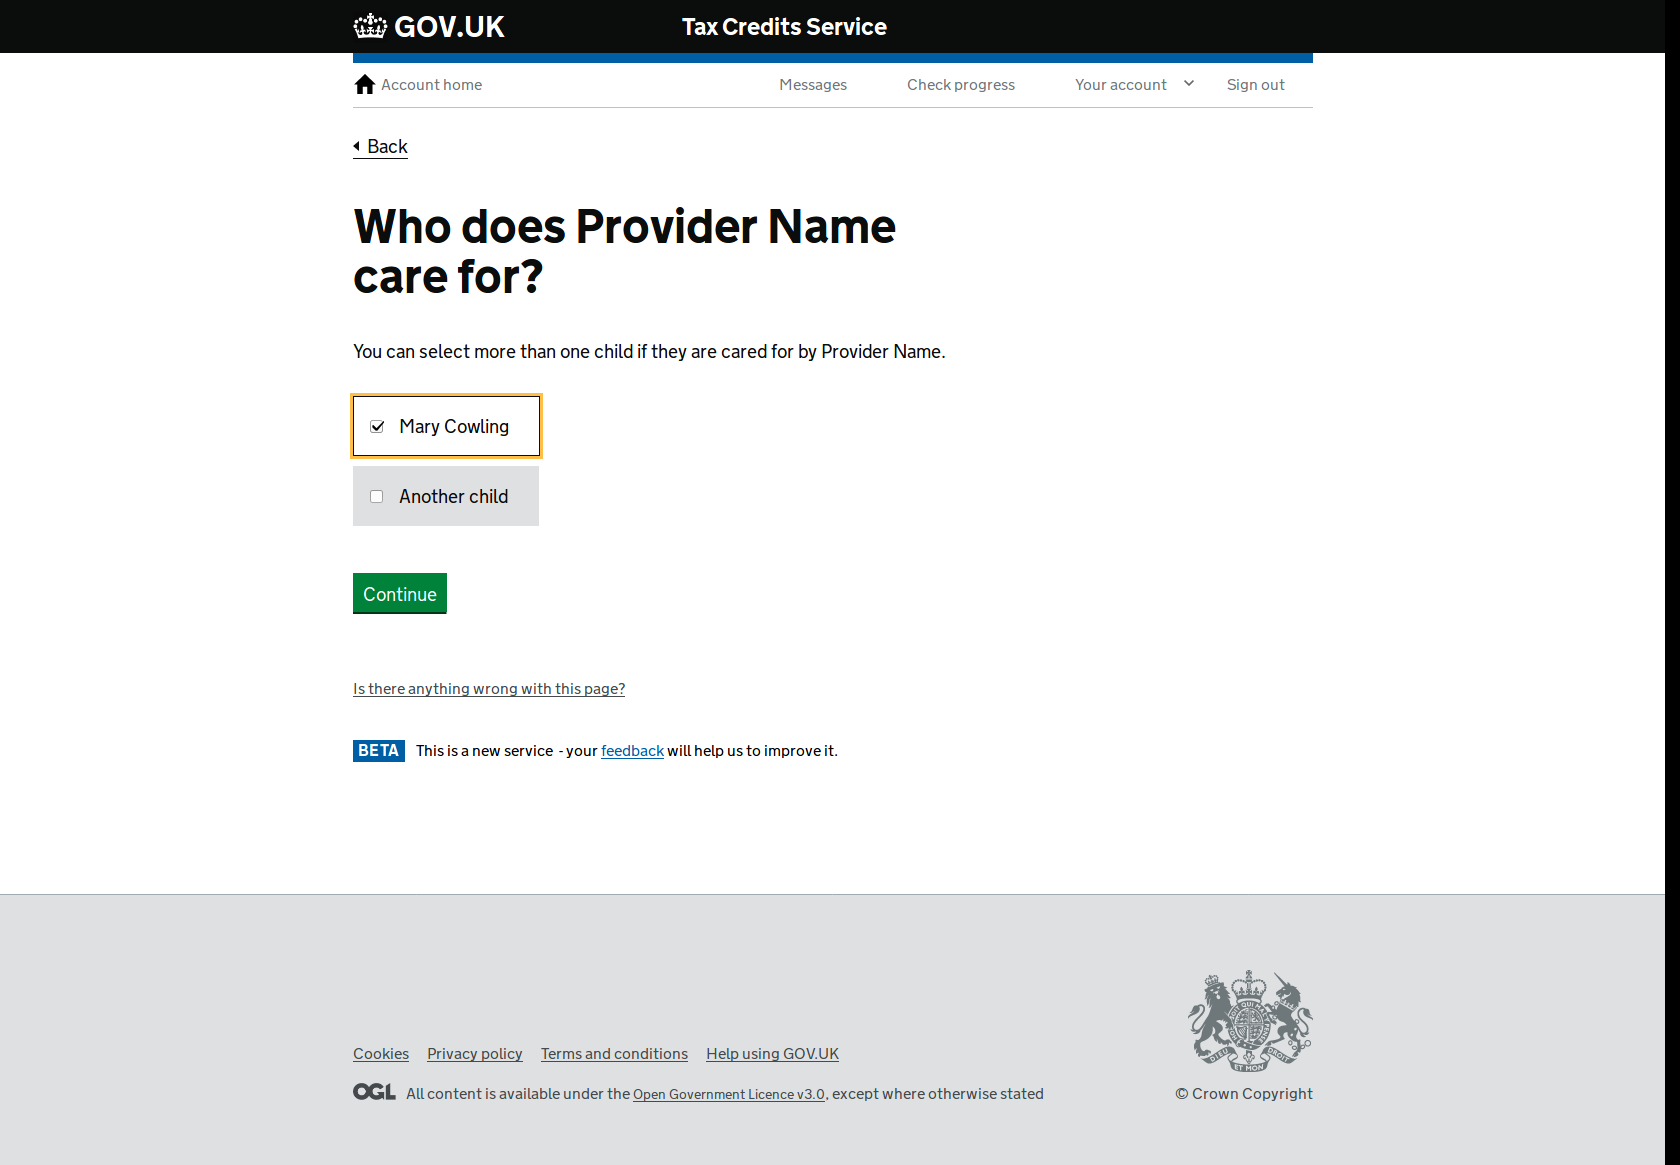 GOV.UK Tax Credits Service
Account home Messages Check progress Your account Sign out
Back
Who does Provider Name
care for?
You can select more than one child if they are cared for by Provider Name.
Mary Cowling
Another child
Continue
Is there anything wrong with this page?
BETA This is a new service - your feedback will help us to improve it.
Cookies Privacy policy Terms and conditions Help using GOV.UK
OGL All content is available under the Open Government Licence v3.0, except where otherwise stated
© Crown Copyright